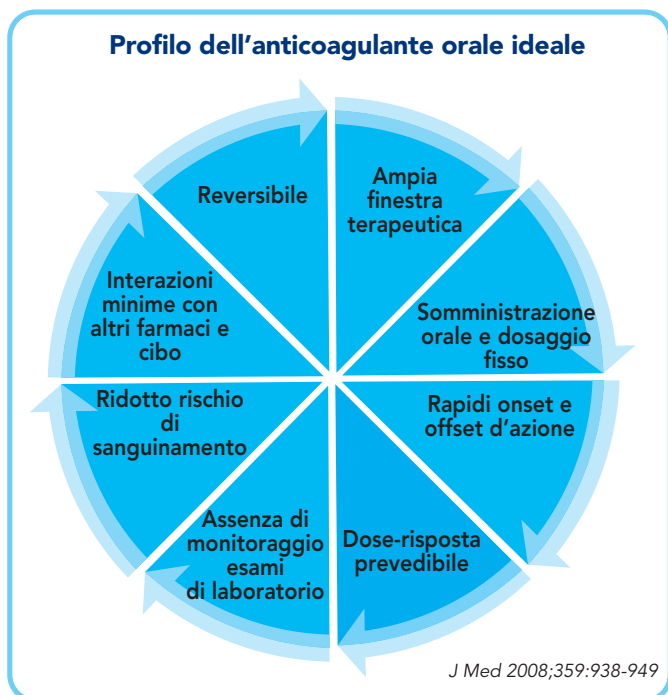 Profilo dell'anticoagulante orale ideale
Ampia
finestra
terapeutica
Somministrazione
orale e dosaggio
fisso
Rapidi onset e
offset d'azione
Dose-risposta
prevedibile
Assenza di
monitoraggio
esami
di laboratorio
Ridotto rischio
di
sanguinamento
Interazioni
minime con
altri farmaci e
cibo
Reversibile
J Med 2008;359:938-949